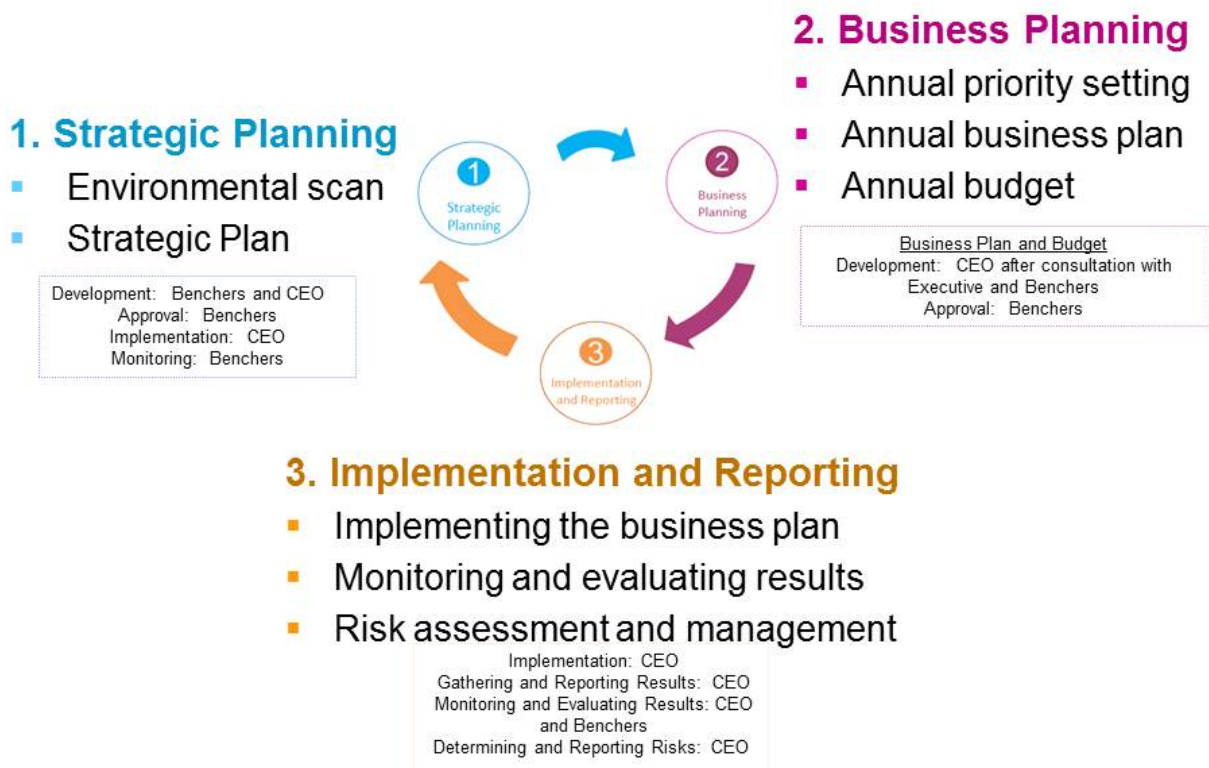 1. Strategic Planning
▪ Environmental scan
▪ Strategic Plan
Development: Benchers and CEO
Approval: Benchers
Implementation: CEO
Monitoring: Benchers
1
Strategic
Planning
2
Business
Planning
3
Implementation
and Reporting
2. Business Planning
▪ Annual priority setting
▪ Annual business plan
▪ Annual budget
Business Plan and Budget
Development: CEO after consultation with
Executive and Benchers
Approval: Benchers
3. Implementation and Reporting
▪ Implementing the business plan
▪ Monitoring and evaluating results
▪ Risk assessment and management
Implementation: CEO
Gathering and Reporting Results: CEO
Monitoring and Evaluating Results: CEO
and Benchers
Determining and Reporting Risks: CEO